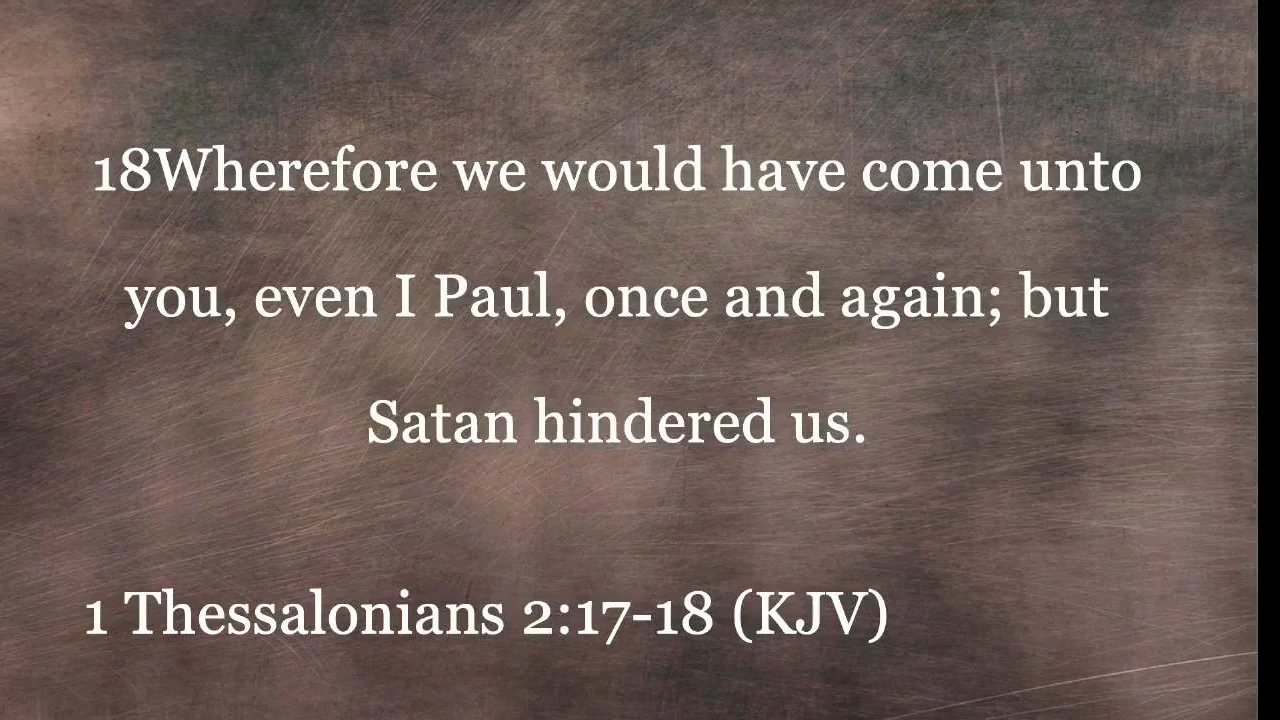 18Wherefore we would have come unto
you, even I Paul, once and again; but
Satan hindered us.
1 Thessalonians 2:17-18 (KJV)